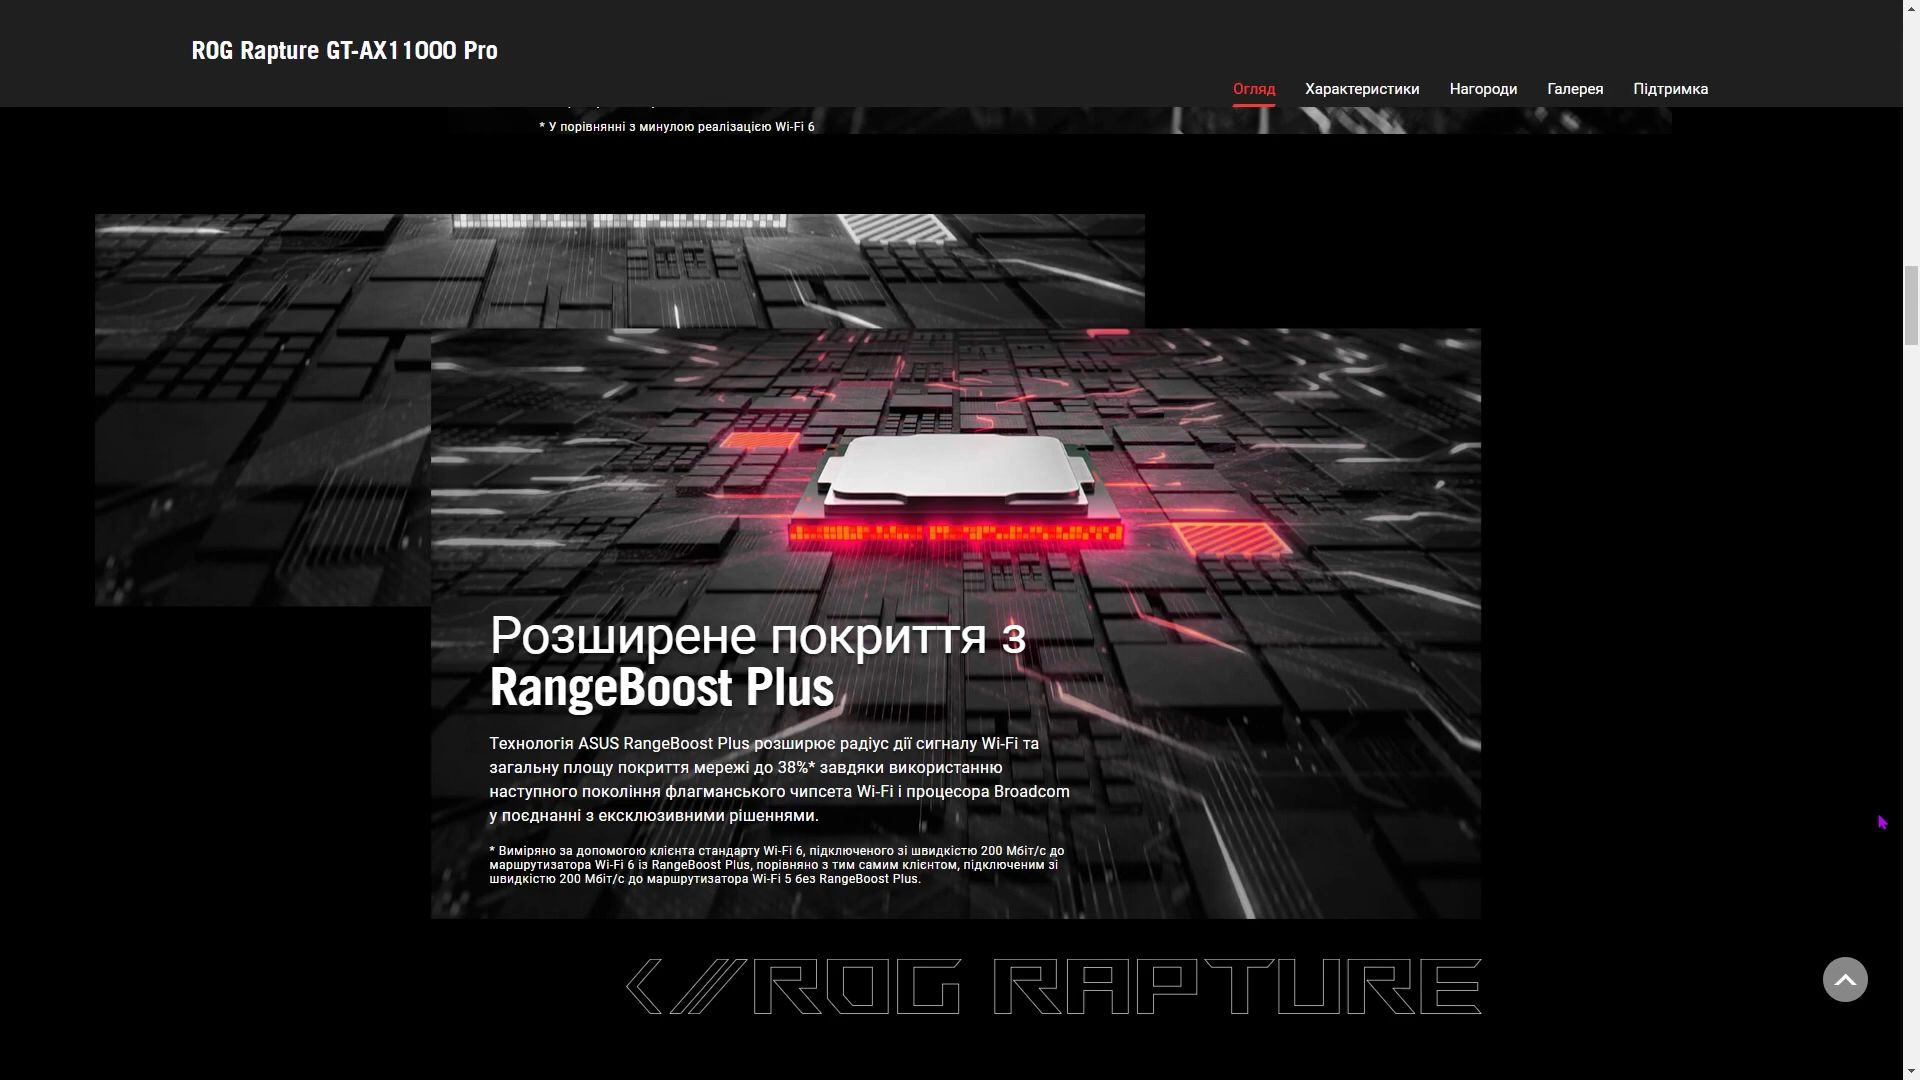 ROG Rapture GT-AX11000 Pro
Огляд
Характеристики
Нагороди
Галерея
Підтримка
* У порівнянні з минулою реалізацією Wi-Fi 6
Розширене покриття з
RangeBoost Plus
Технологія ASUS RangeBoost Plus розширює радіус дії сигналу Wi-Fi та
загальну площу покриття мережі до 38%* завдяки використанню
наступного покоління флагманського чипсета Wi-Fi і процесора Broadcom
у поєднанні з ексклюзивними рішеннями.
* Виміряно за допомогою клієнта стандарту Wi-Fi 6, підключеного зі швидкістю 200 Мбіт/с до
маршрутизатора Wi-Fi 6 із RangeBoost Plus, порівняно з тим самим клієнтом, підключеним зі
швидкістю 200 Мбіт/с до маршрутизатора Wi-Fi 5 без RangeBoost Plus.
ROG RAPTURE